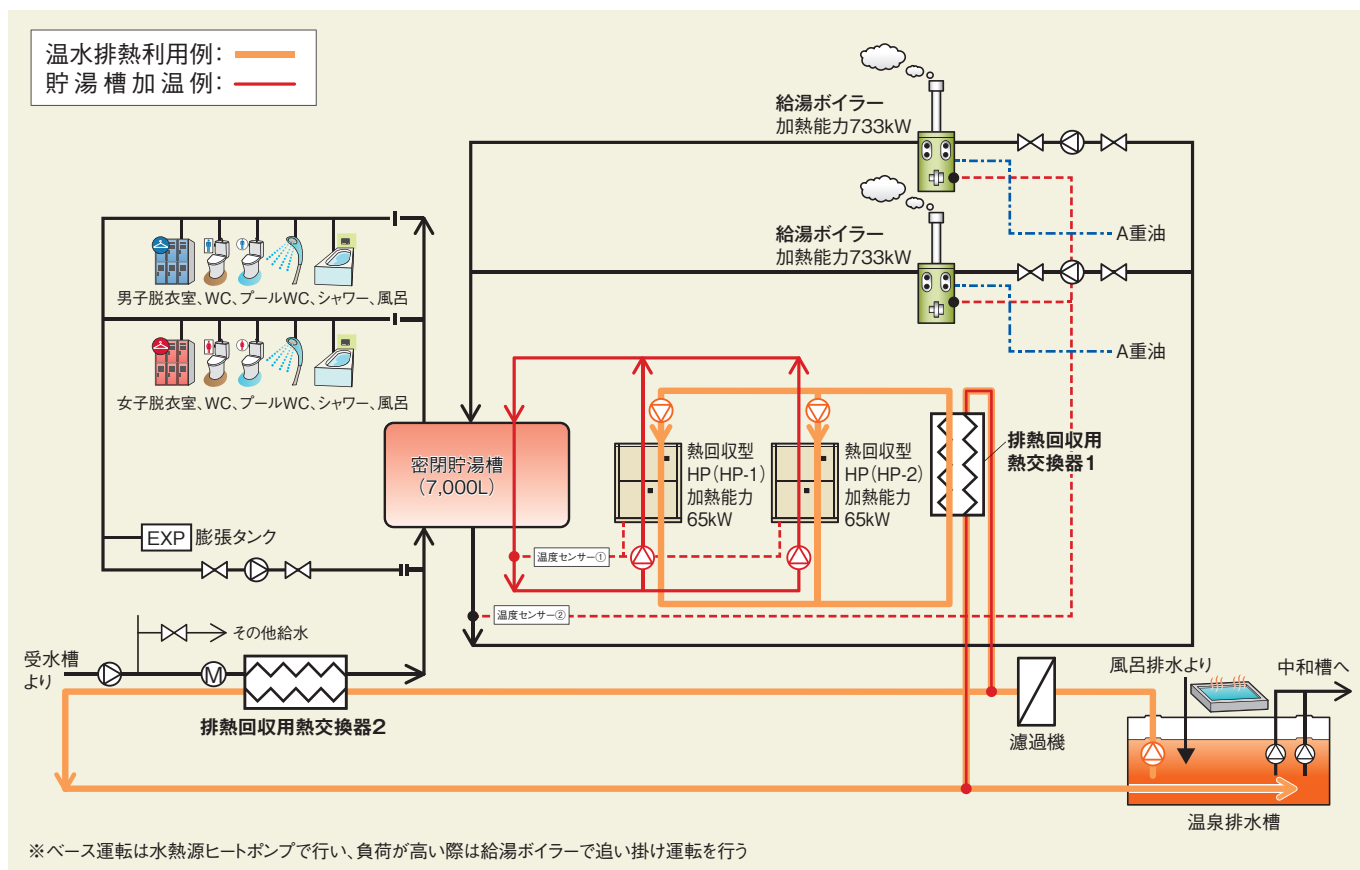 温水排熱利用例：
貯湯槽加温例：
給湯ボイラー
加熱能力733kW
A重油
給湯ボイラー
加熱能力733kW
A重油
男子脱衣室、WC、プールWC、シャワー、風呂
女子脱衣室、WC、プールWC、シャワー、風呂
密閉貯湯槽
（7,000L）
熱回収型
HP（HP-1）
加熱能力
65kW
熱回収型
HP（HP-2）
加熱能力
65kW
排熱回収用
熱交換器1
EXP 膨張タンク
温度センサー①
温度センサー②
その他給水
受水槽
より
M
排熱回収用熱交換器2
濾過機
風呂排水より
中和槽へ
温泉排水槽
※ベース運転は水熱源ヒートポンプで行い、負荷が高い際は給湯ボイラーで追い掛け運転を行う